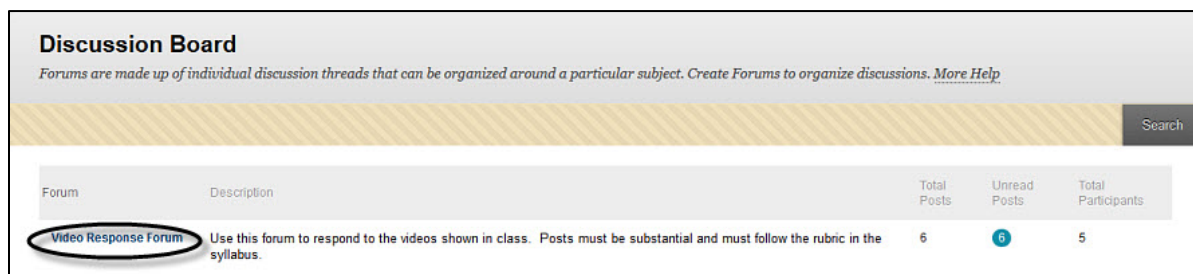 Discussion Board
Forums are made up of individual discussion threads that can be organized around a particular subject. Create Forums to organize discussions. More Help
Search
Forum Description Total Posts Unread Posts Total Participants
Video Response Forum Use this forum to respond to the videos shown in class. Posts must be substantial and must follow the rubric in the 6 6 5
syllabus.